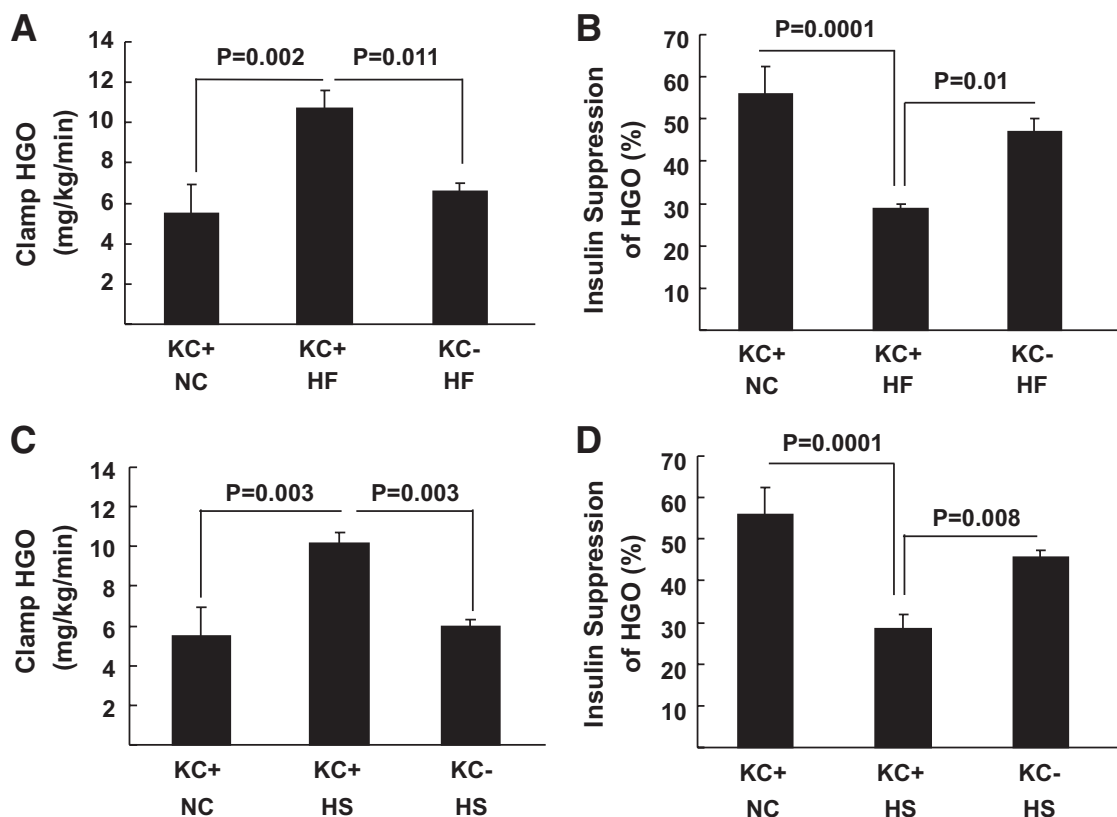 A
Clamp HGO
(mg/kg/min)
14
12
10
8
6
4
2
P=0.002
P=0.011
KC+
NC
KC+
HF
KC-
HF
B
Insulin Suppression
of HGO (%)
70
60
50
40
30
20
10
P=0.0001
P=0.01
KC+
NC
KC+
HF
KC-
HF
C
Clamp HGO
(mg/kg/min)
14
12
10
8
6
4
2
P=0.003
P=0.003
KC+
NC
KC+
HS
KC-
HS
D
Insulin Suppression
of HGO (%)
70
60
50
40
30
20
10
P=0.0001
P=0.008
KC+
NC
KC+
HS
KC-
HS